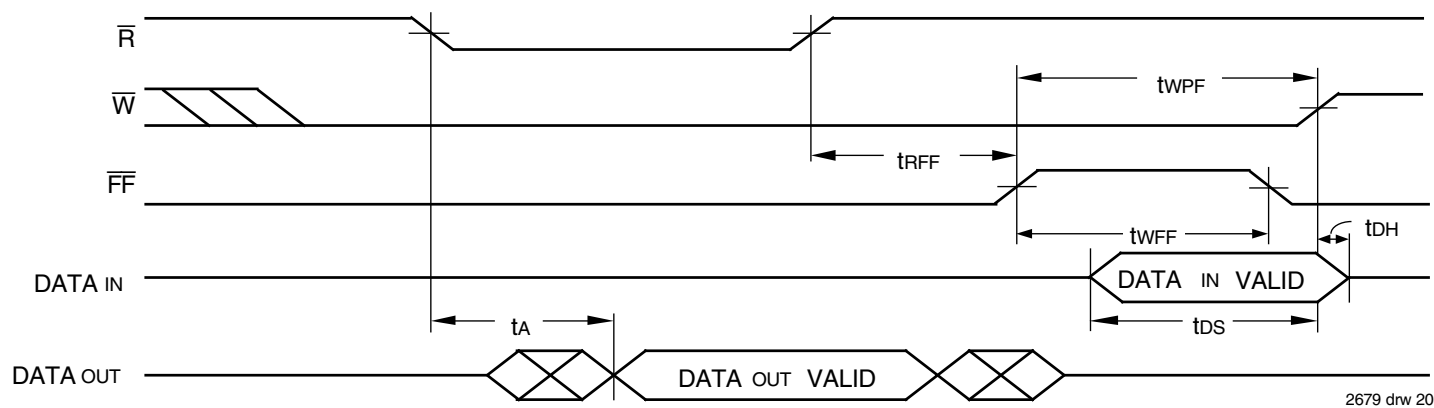 R
W
tWPF
tRFF
FF
tWFF
tDH
DATA IN
DATA IN VALID
tA
tDS
DATA OUT
DATA OUT VALID
2679 drw 20